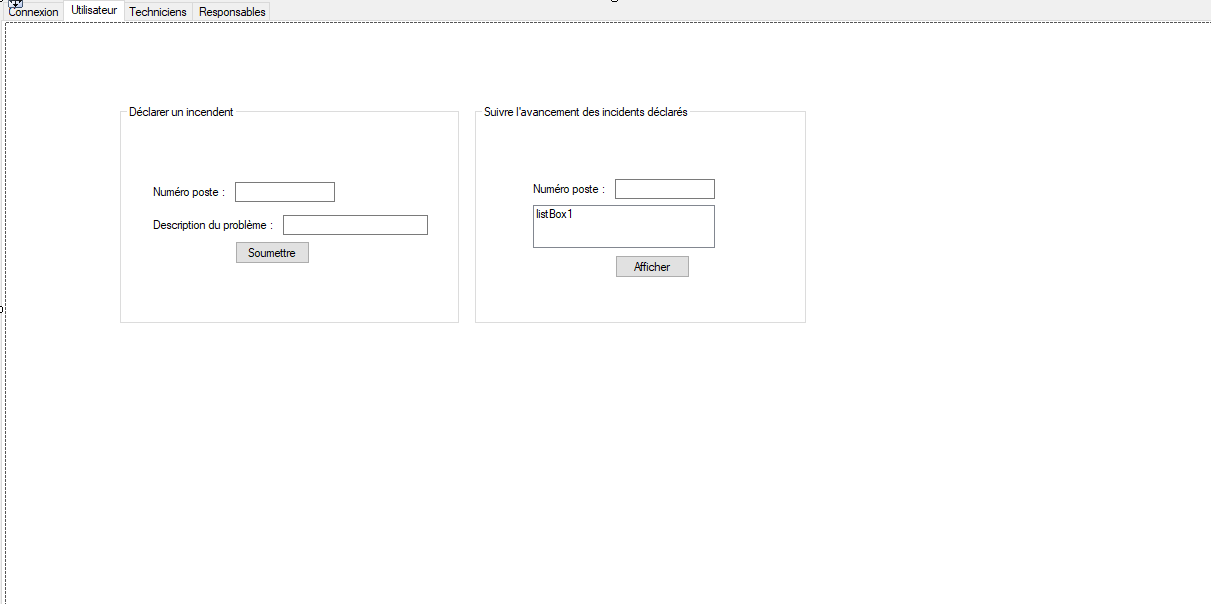 Connexion Utilisateur Techniciens Responsables
Déclarer un incendent
Numéro poste :
Description du problème :
Soumettre
Suivre l'avancement des incidents déclarés
Numéro poste :
listBox1
Afficher